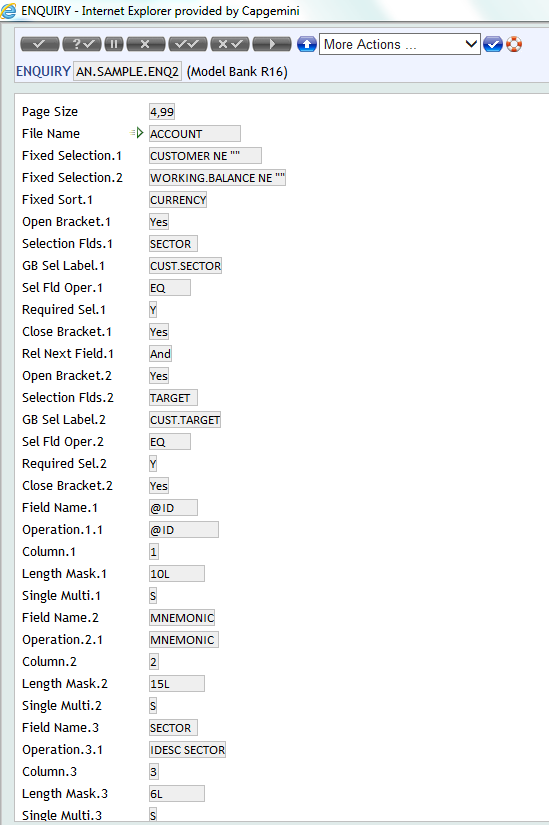 ENQUIRY - Internet Explorer provided by Capgemini
? More Actions ...
ENQUIRY AN.SAMPLE.ENQ2 (Model Bank R16)
Page Size 4,99
File Name ACCOUNT
Fixed Selection.1 CUSTOMER NE ""
Fixed Selection.2 WORKING.BALANCE NE ""
Fixed Sort.1 CURRENCY
Open Bracket.1 Yes
Selection Flds.1 SECTOR
GB Sel Label.1 CUST.SECTOR
Sel Fld Oper.1 EQ
Required Sel.1 Y
Close Bracket.1 Yes
Rel Next Field.1 And
Open Bracket.2 Yes
Selection Flds.2 TARGET
GB Sel Label.2 CUST.TARGET
Sel Fld Oper.2 EQ
Required Sel.2 Y
Close Bracket.2 Yes
Field Name.1 @ID
Operation.1.1 @ID
Column.1 1
Length Mask.1 10L
Single Multi.1 S
Field Name.2 MNEMONIC
Operation.2.1 MNEMONIC
Column.2 2
Length Mask.2 15L
Single Multi.2 S
Field Name.3 SECTOR
Operation.3.1 IDESC SECTOR
Column.3 3
Length Mask.3 6L
Single Multi.3 S